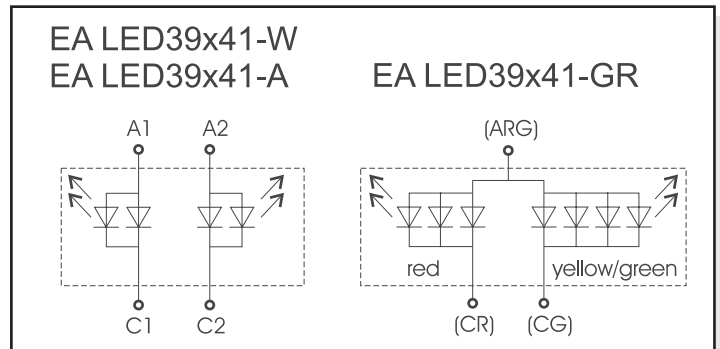 EA LED39x41-W
EA LED39x41-A
EA LED39x41-GR
A1 A2
(ARG)
red yellow/green
C1 C2
(CR) (CG)